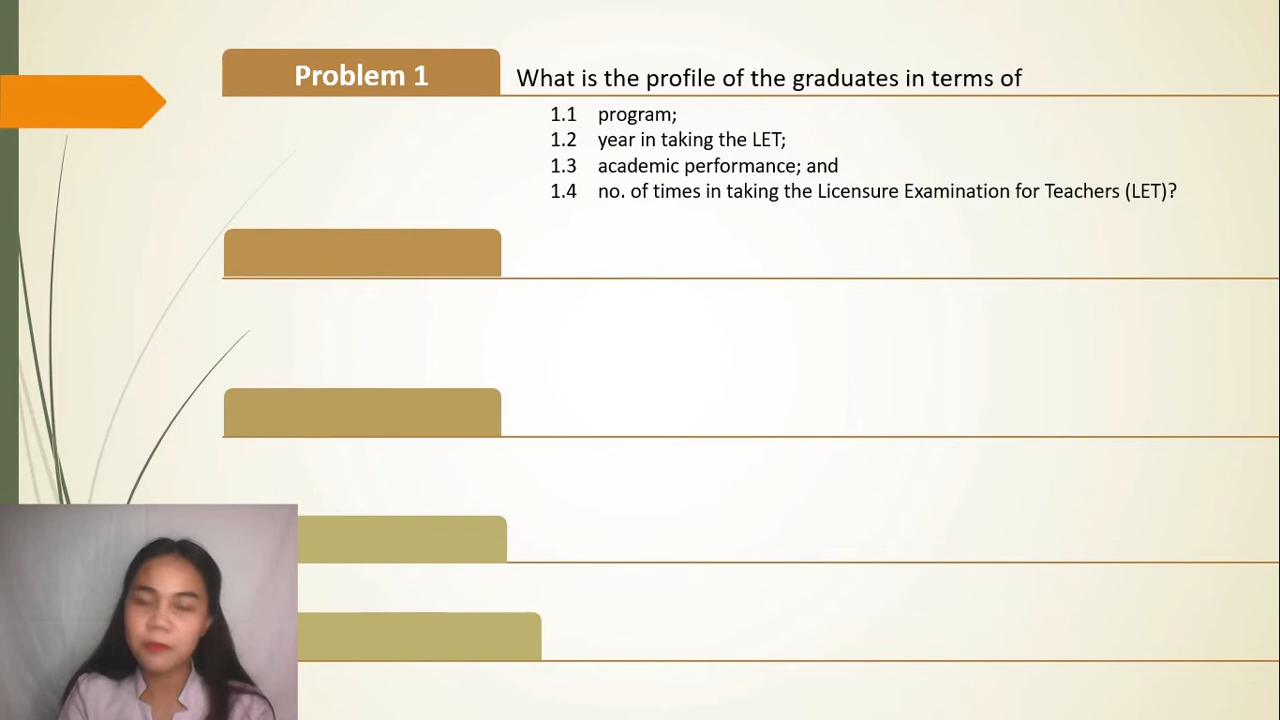 Problem 1
What is the profile of the graduates in terms of
1.1 program;
1.2 year in taking the LET;
1.3 academic performance; and
1.4 no. of times in taking the Licensure Examination for Teachers (LET)?